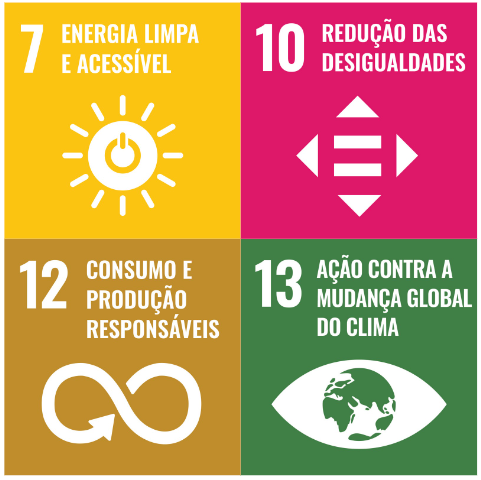 7
ENERGIA LIMPA
E ACESSÍVEL
10
REDUÇÃO DAS
DESIGUALDADES
12
CONSUMO E
PRODUÇÃO
RESPONSÁVEIS
13
AÇÃO CONTRA A
MUDANÇA GLOBAL
DO CLIMA